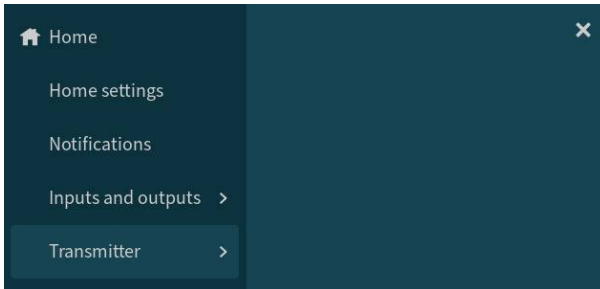 Home
Home settings
Notifications
Inputs and outputs
Transmitter